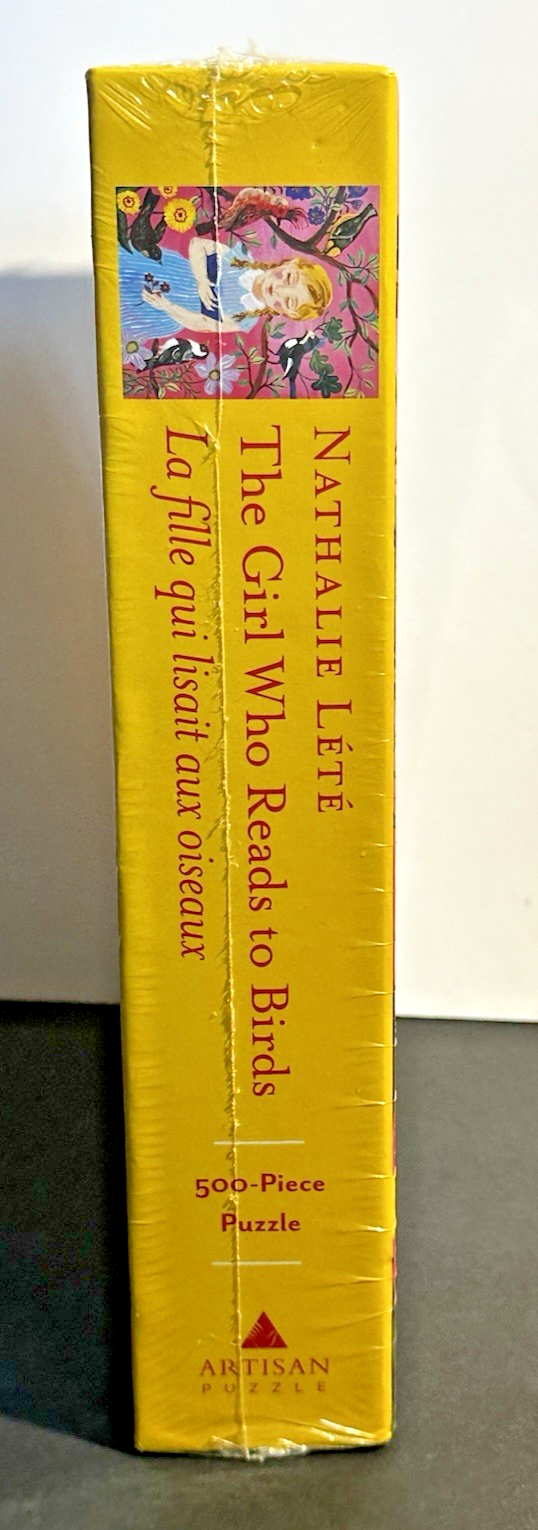 NATHALIE LÉTÉ
The Girl Who Reads to Birds
La fille qui lisait aux oiseaux
500-Piece
Puzzle
ARTISAN
PUZZLE